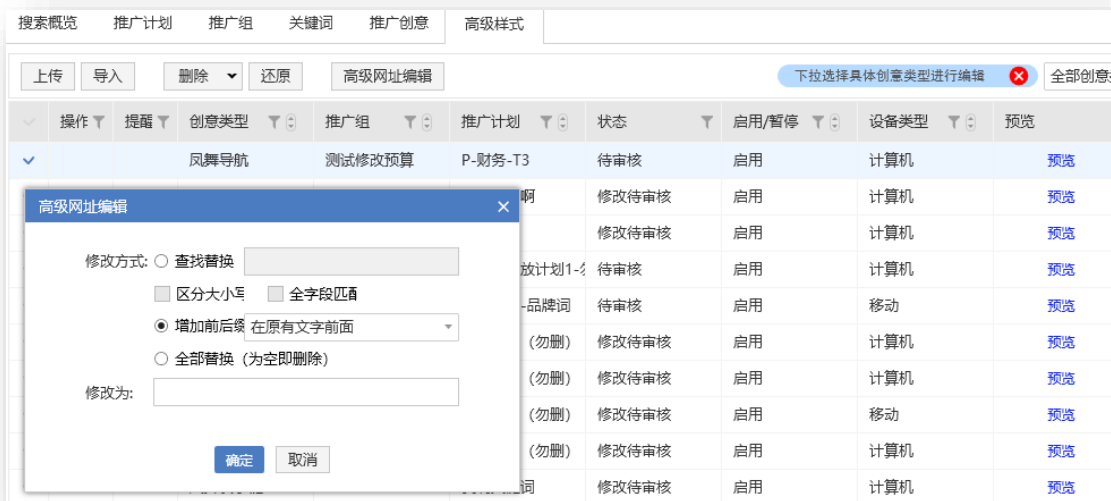 搜索概览 推广计划 推广组 关键词 推广创意 高级样式
上传 导入 删除 还原 高级网址编辑 下拉选择具体创意类型进行编辑 全部创意
操作 提醒 创意类型 推广组 推广计划 状态 启用/暂停 设备类型 预览
凤舞导航 测试修改预算 P-财务-T3 待审核 启用 计算机 预览
啊 修改待审核 启用 计算机 预览
修改待审核 启用 计算机 预览
放计划1- 待审核 启用 计算机 预览
-品牌词 待审核 启用 移动 预览
(勿删) 修改待审核 启用 计算机 预览
(勿删) 修改待审核 启用 计算机 预览
(勿删) 修改待审核 启用 移动 预览
(勿删) 修改待审核 启用 计算机 预览
词 修改待审核 启用 计算机 预览
高级网址编辑
修改方式: 查找替换
区分大小写 全字段匹配
增加前后缀 在原有文字前面
全部替换 (为空即删除)
修改为:
确定 取消